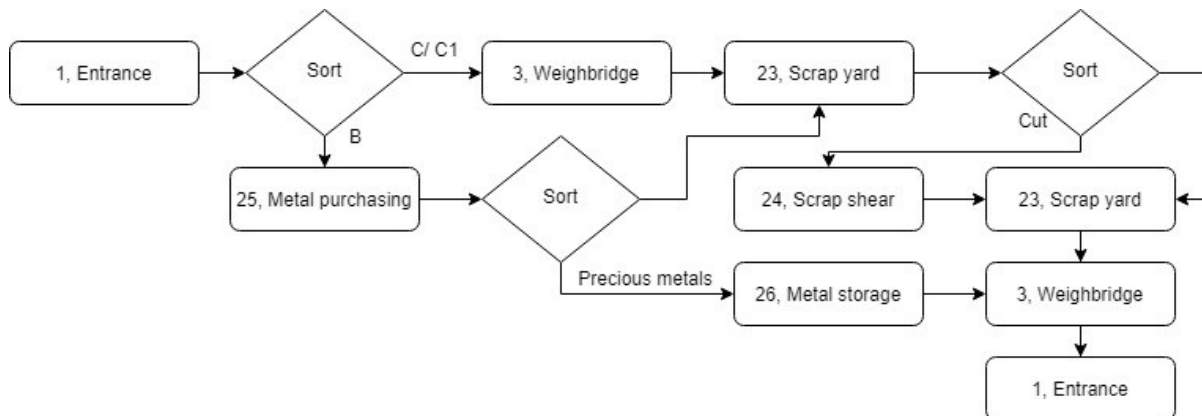 1, Entrance
Sort
C/ C1
3, Weighbridge
23, Scrap yard
Sort
B
Cut
25, Metal purchasing
Sort
24, Scrap shear
23, Scrap yard
Precious metals
26, Metal storage
3, Weighbridge
1, Entrance